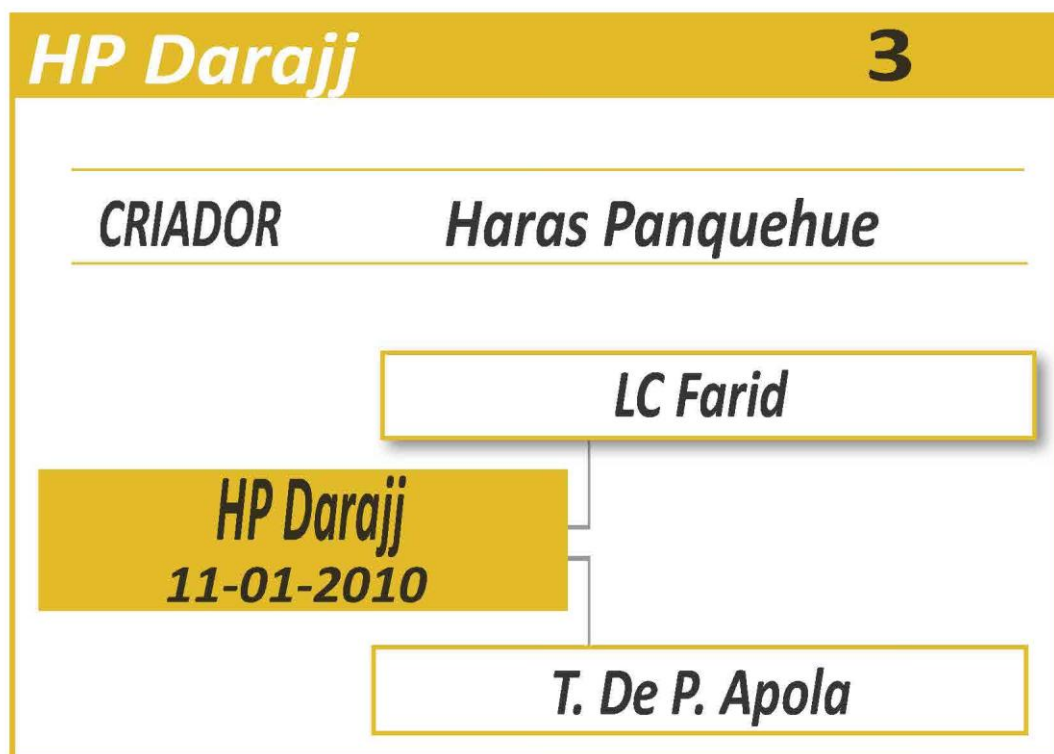 HP Darajj 3
CRIADOR Haras Panquehue
LC Farid
HP Darajj
11-01-2010
T. De P. Apola